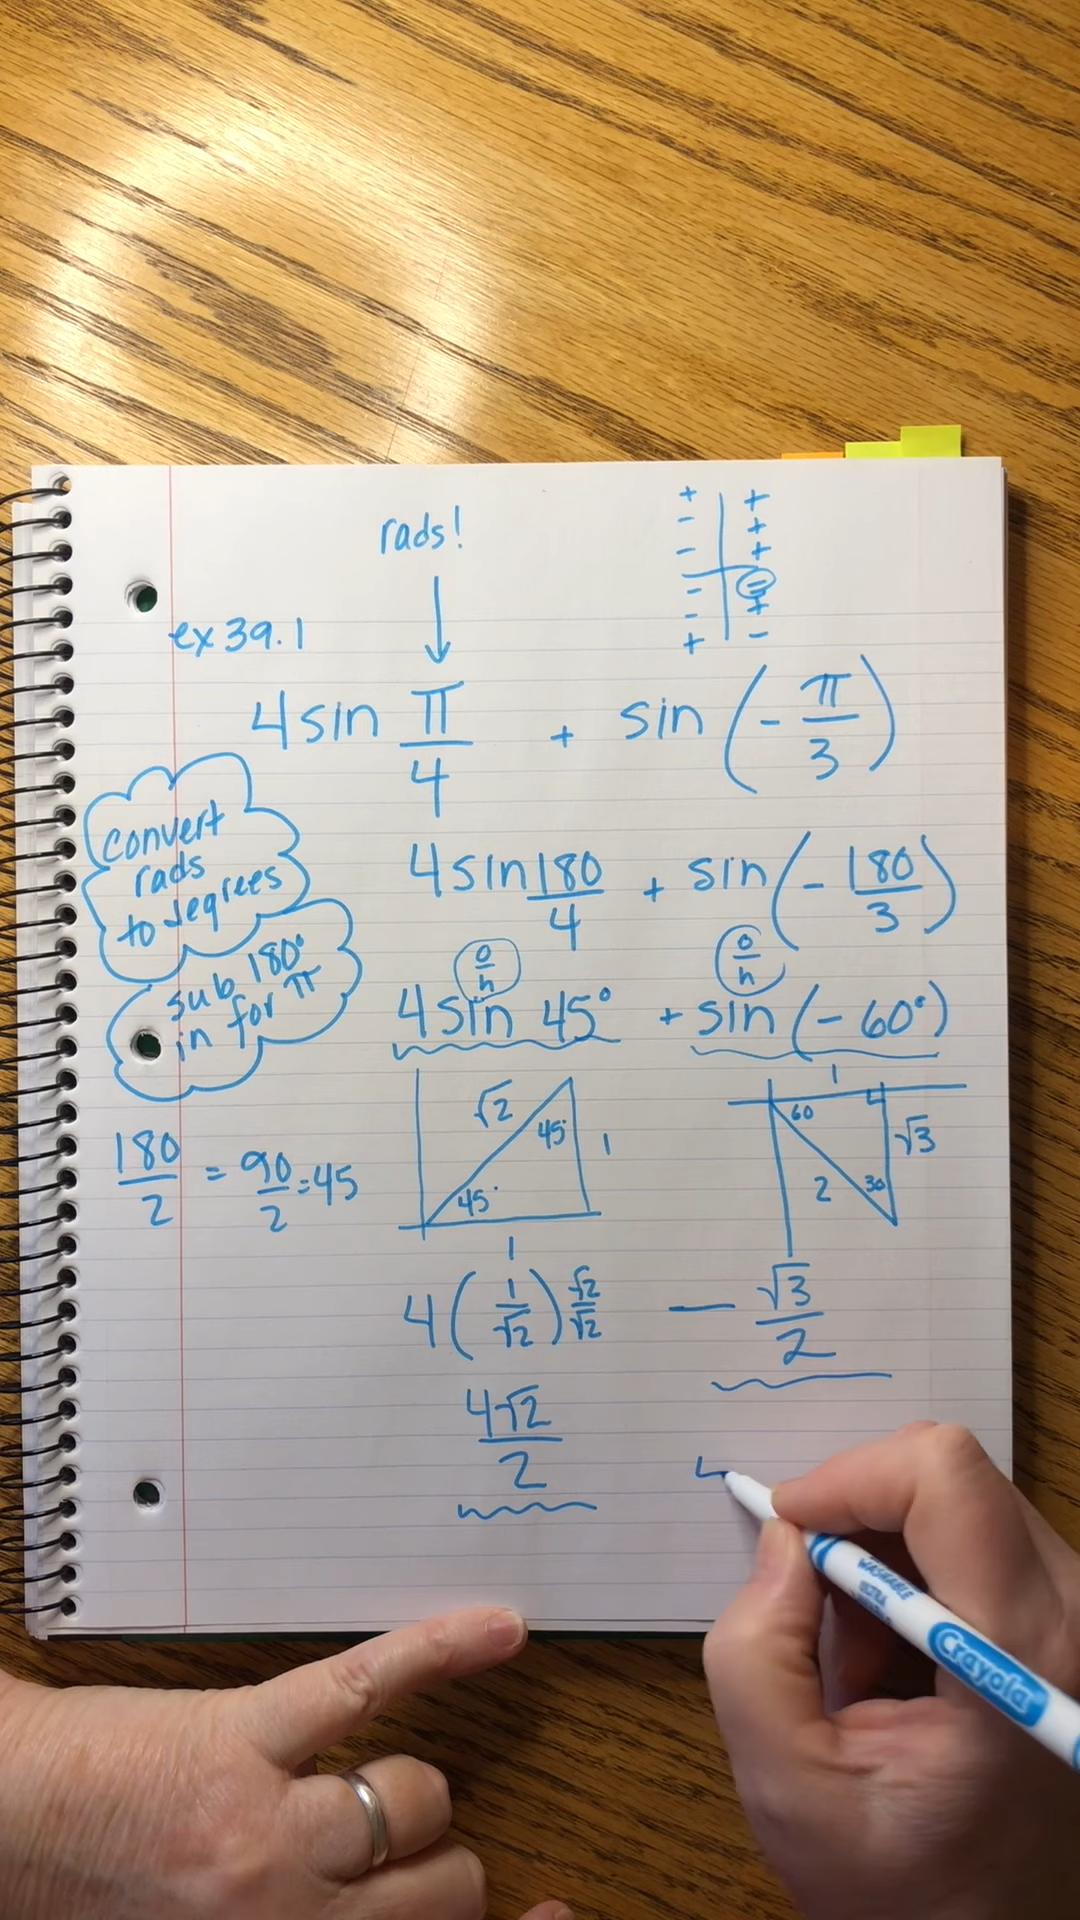 rads!
+ +
- +
- +
- -
- +
+ -
ex 39.1
4 sin π/4 + sin (- π/3)
convert
rads
to degrees
sub 180°
in for π
4 sin 180/4 + sin (- 180/3)
o/h o/h
4 sin 45° + sin (- 60°)
180/2 = 90/2 = 45
√2 45° 1
45°
1
1
60 √3
2 30
4 (1/√2) √2/√2 — √3/2
4√2/2
4
WASHABLE
ULTRA
Crayola